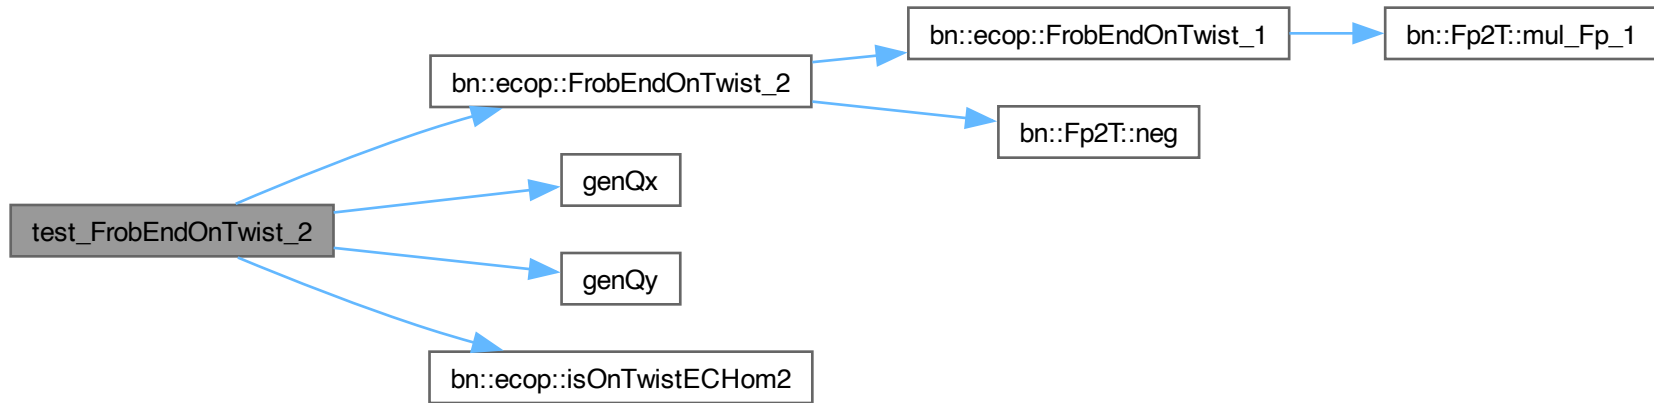 bn::ecop::FrobEndOnTwist_1
bn::Fp2T::mul_Fp_1
bn::ecop::FrobEndOnTwist_2
bn::Fp2T::neg
genQx
test_FrobEndOnTwist_2
genQy
bn::ecop::isOnTwistECHom2